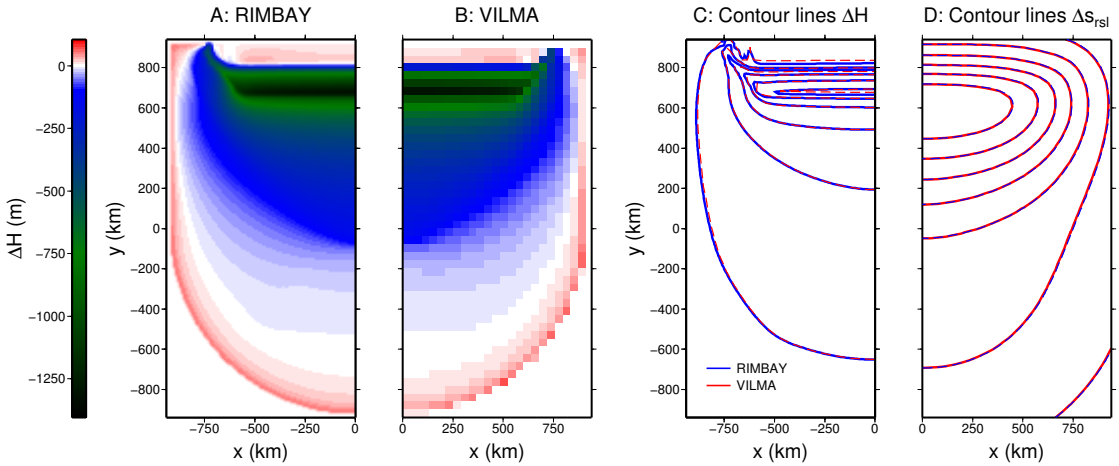 A: RIMBAY
B: VILMA
C: Contour lines ΔH
D: Contour lines Δs_rsl
ΔH (m)
0
−250
−500
−750
−1000
−1250
y (km)
800
600
400
200
0
−200
−400
−600
−800
−750 −500 −250 0
x (km)
0 250 500 750
x (km)
y (km)
800
600
400
200
0
−200
−400
−600
−800
RIMBAY
VILMA
−750 −500 −250 0
x (km)
0 250 500 750
x (km)